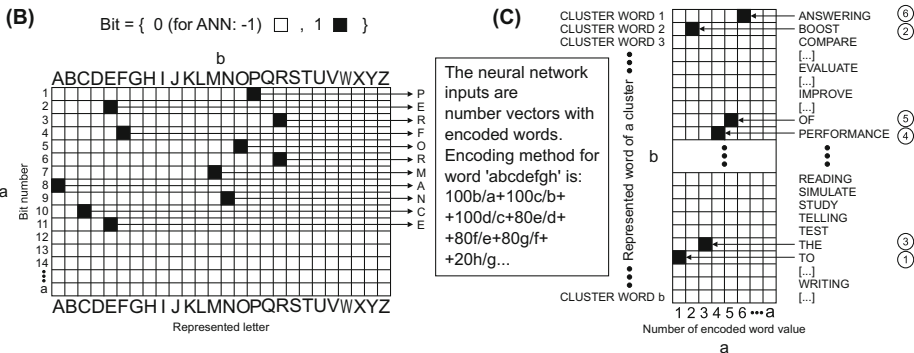 (B)
Bit = { 0 (for ANN: -1) □ , 1 ■ }
b
ABCDEFGHIJKLMNOPQRSTUVWXYZ
1
2
3
4
5
6
7
8
9
10
11
12
13
14
a
Bit number
a
P
E
R
F
O
R
M
A
N
C
E
ABCDEFGHIJKLMNOPQRSTUVWXYZ
Represented letter
The neural network
inputs are
number vectors with
encoded words.
Encoding method for
word 'abcdefgh' is:
100b/a+100c/b+
+100d/c+80e/d+
+80f/e+80g/f+
+20h/g...
(C)
CLUSTER WORD 1
CLUSTER WORD 2
CLUSTER WORD 3
Represented word of a cluster
b
CLUSTER WORD b
ANSWERING 6
BOOST 2
COMPARE
[...]
EVALUATE
[...]
IMPROVE
[...]
OF 5
PERFORMANCE 4
READING
SIMULATE
STUDY
TELLING
TEST
THE 3
TO 1
[...]
WRITING
[...]
1 2 3 4 5 6 ••• a
Number of encoded word value
a